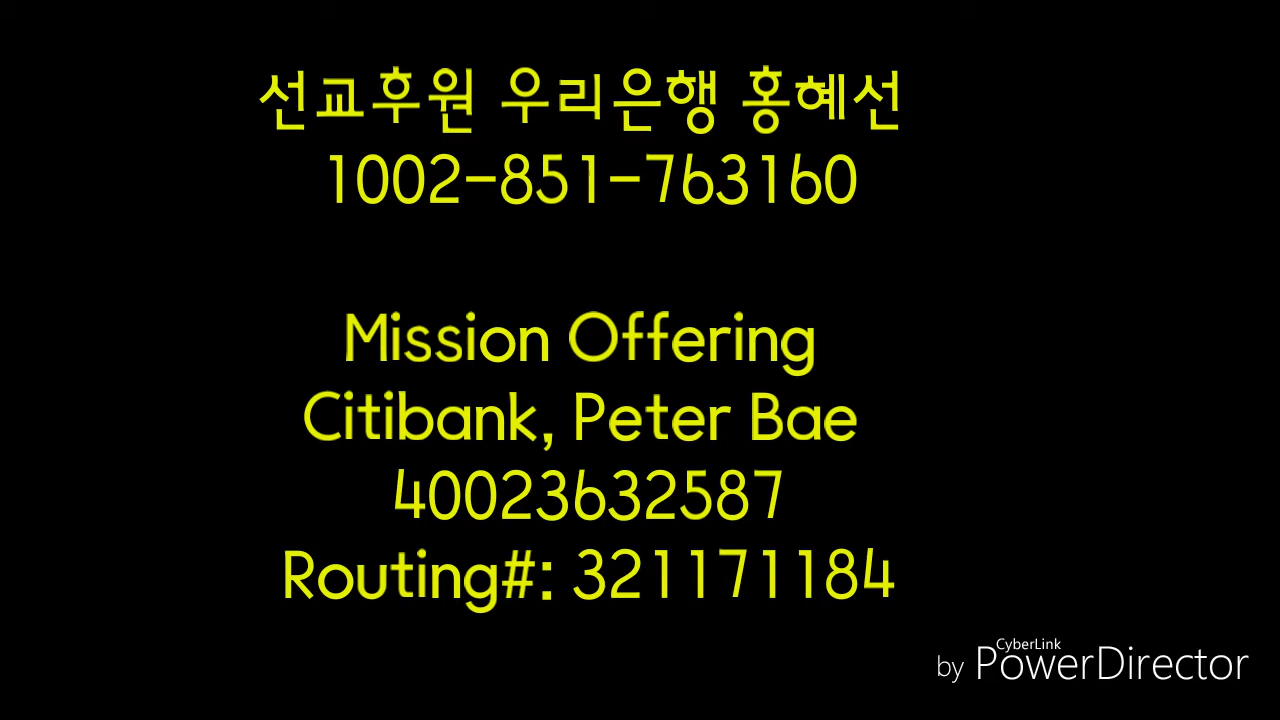 선교후원 우리은행 홍혜선
1002-851-763160
Mission Offering
Citibank, Peter Bae
40023632587
Routing#: 321171184
CyberLink
by PowerDirector